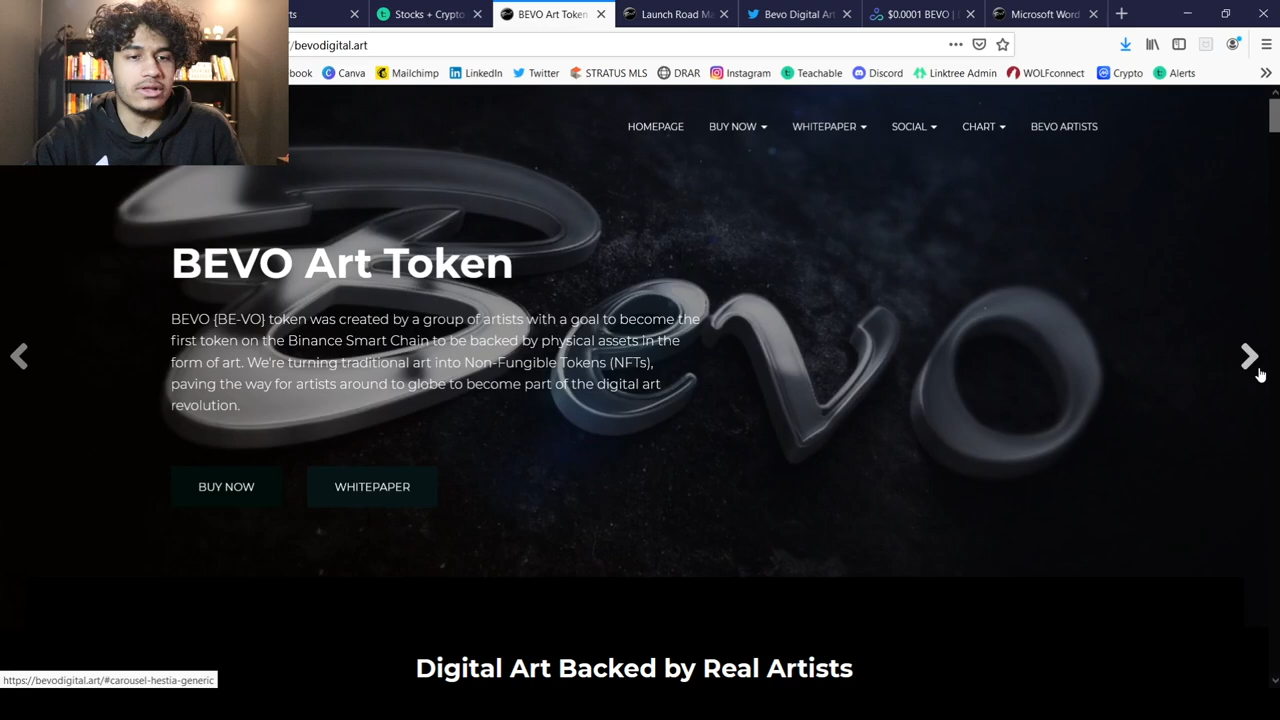 rts
Stocks + Crypto
BEVO Art Token
Launch Road Ma
Bevo Digital Art
$0.0001 BEVO |
Microsoft Word
//bevodigital.art
book
Canva
Mailchimp
LinkedIn
Twitter
STRATUS MLS
DRAR
Instagram
Teachable
Discord
Linktree Admin
WOLFconnect
Crypto
Alerts
HOMEPAGE
BUY NOW
WHITEPAPER
SOCIAL
CHART
BEVO ARTISTS
Bevo
BEVO Art Token
BEVO {BE-VO} token was created by a group of artists with a goal to become the
first token on the Binance Smart Chain to be backed by physical assets in the
form of art. We're turning traditional art into Non-Fungible Tokens (NFTs),
paving the way for artists around to globe to become part of the digital art
revolution.
BUY NOW
WHITEPAPER
Digital Art Backed by Real Artists
https://bevodigital.art/#carousel-hestia-generic